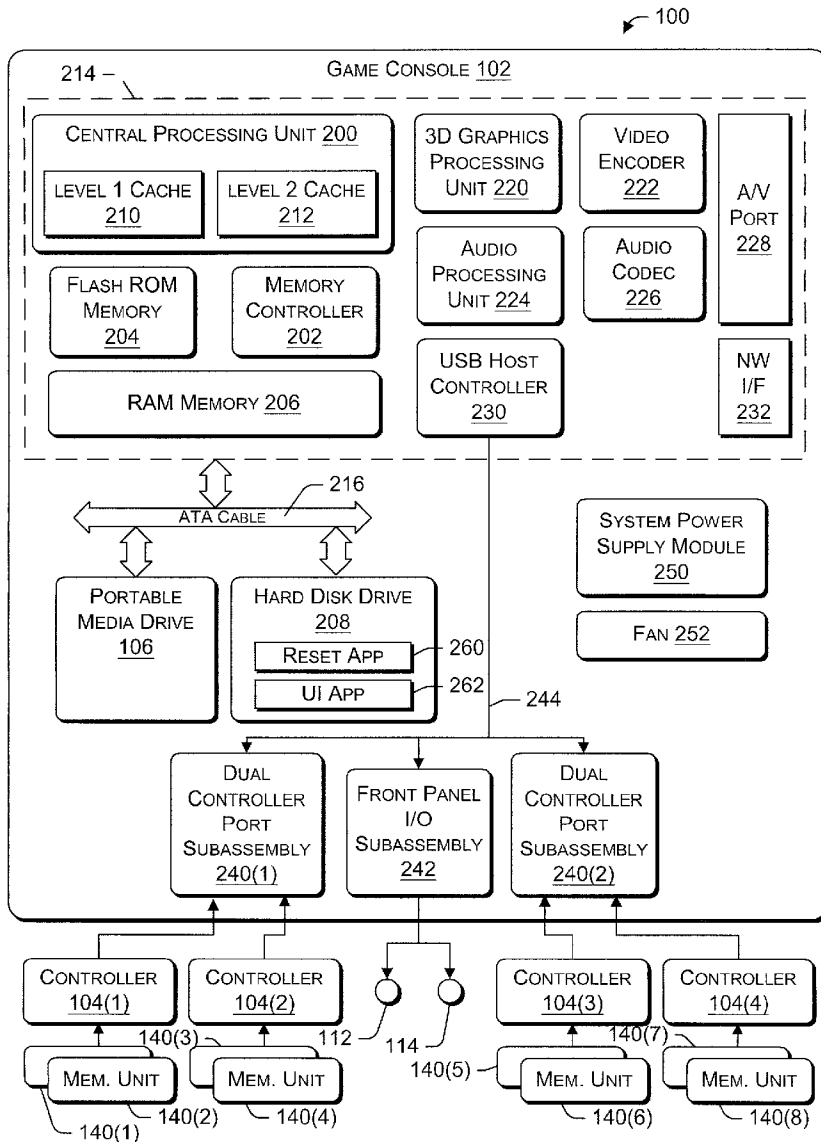 100
GAME CONSOLE 102
214
CENTRAL PROCESSING UNIT 200
LEVEL 1 CACHE
210
LEVEL 2 CACHE
212
3D GRAPHICS
PROCESSING
UNIT 220
VIDEO
ENCODER
222
A/V
PORT
228
FLASH ROM
MEMORY
204
MEMORY
CONTROLLER
202
AUDIO
PROCESSING
UNIT 224
AUDIO
CODEC
226
RAM MEMORY 206
USB HOST
CONTROLLER
230
NW
I/F
232
216
ATA CABLE
PORTABLE
MEDIA DRIVE
106
HARD DISK DRIVE
208
RESET APP
260
UI APP
262
SYSTEM POWER
SUPPLY MODULE
250
FAN 252
244
DUAL
CONTROLLER
PORT
SUBASSEMBLY
240(1)
FRONT PANEL
I/O
SUBASSEMBLY
242
DUAL
CONTROLLER
PORT
SUBASSEMBLY
240(2)
CONTROLLER
104(1)
CONTROLLER
104(2)
112
114
CONTROLLER
104(3)
CONTROLLER
104(4)
140(3)
140(5)
140(7)
MEM. UNIT
MEM. UNIT
MEM. UNIT
MEM. UNIT
140(2)
140(1)
140(4)
140(6)
140(8)